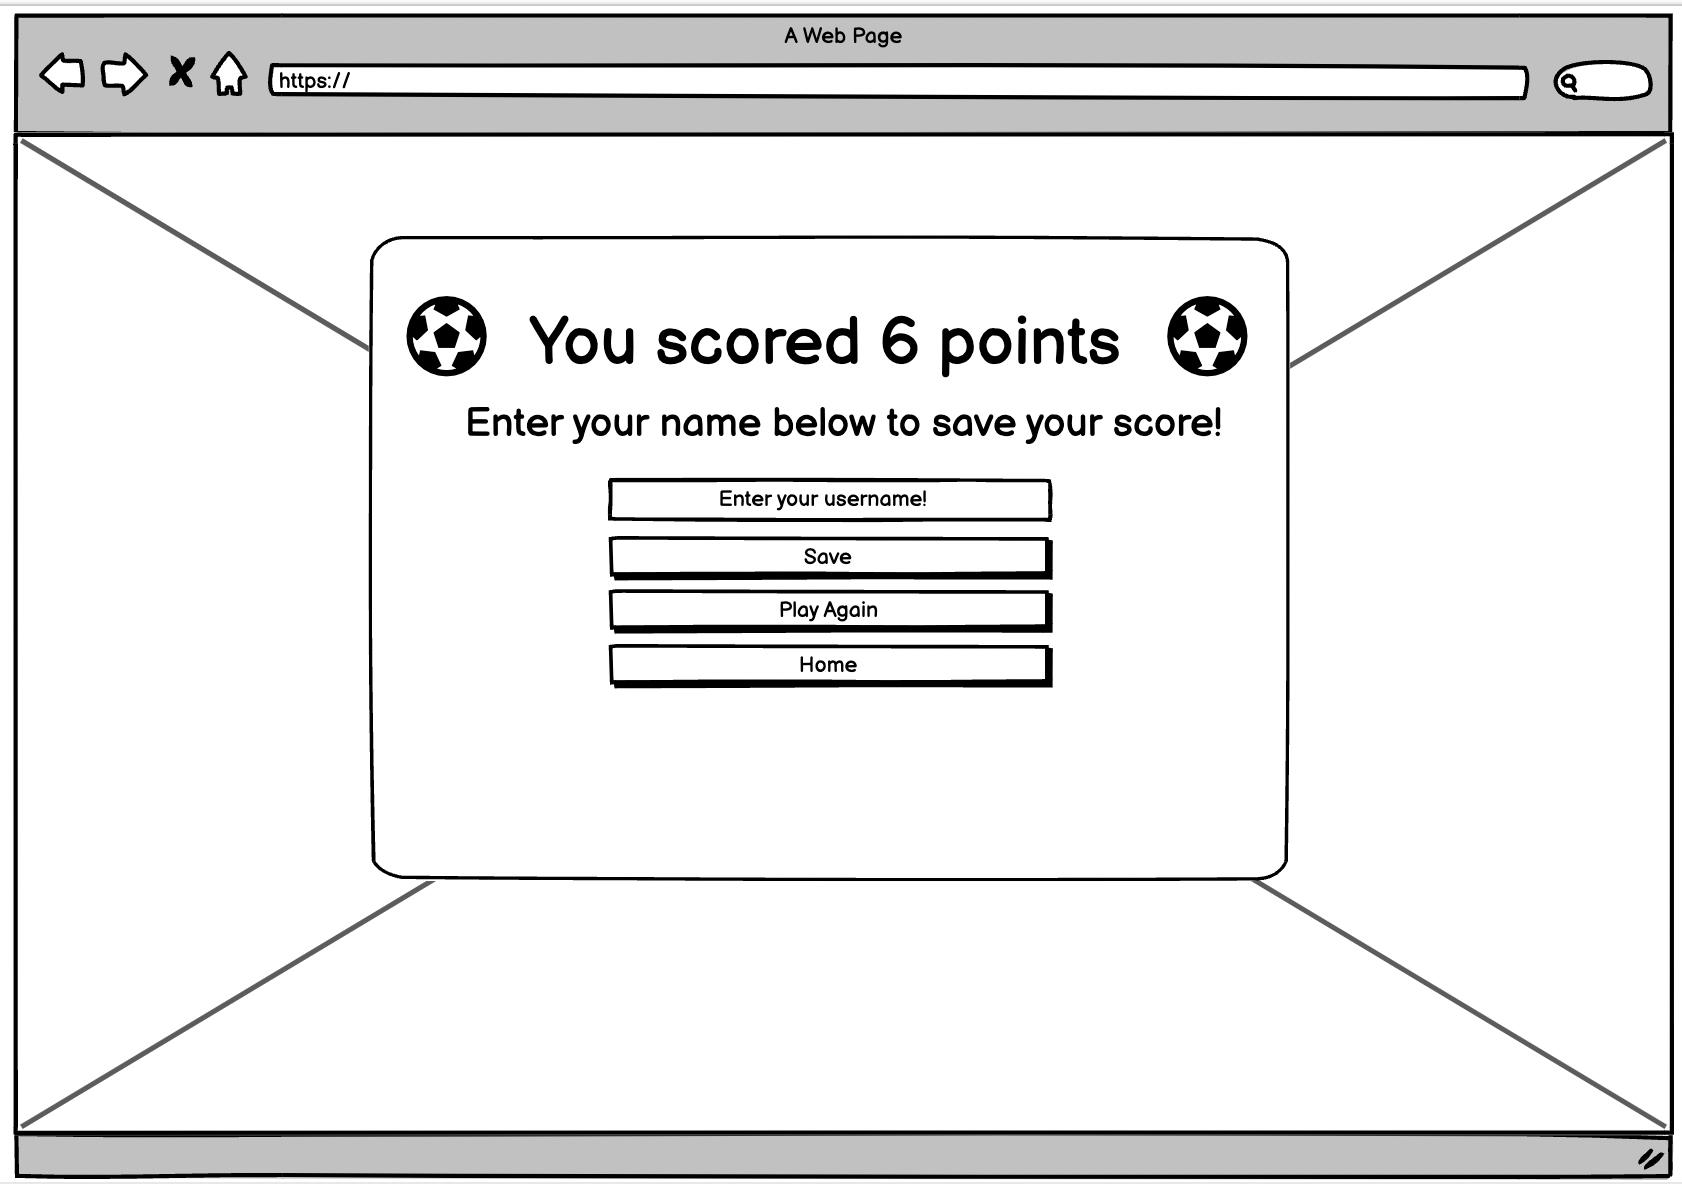 A Web Page
https://
You scored 6 points
Enter your name below to save your score!
Enter your username!
Save
Play Again
Home